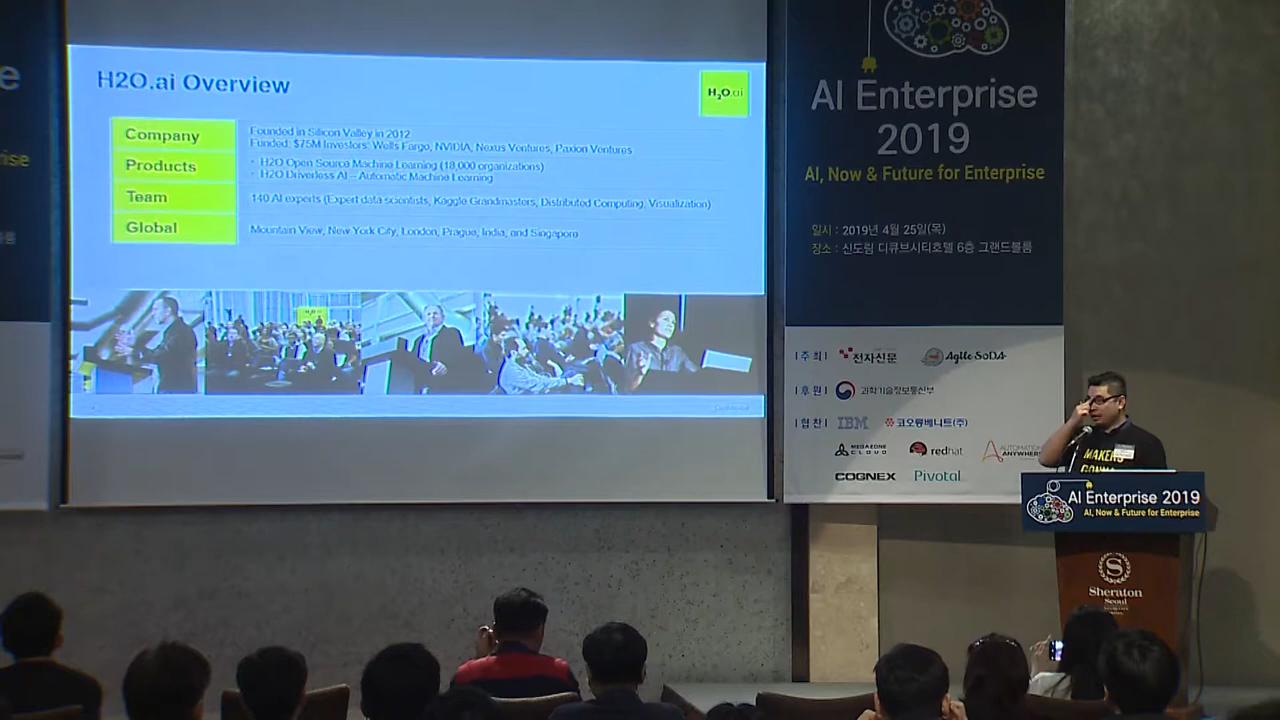 H2O.ai Overview
H2O.ai
Company
Founded in Silicon Valley in 2012
Funded: $75M Investors: Wells Fargo, NVIDIA, Nexus Ventures, Paxion Ventures
Products
• H2O Open Source Machine Learning (18,000 organizations)
• H2O Driverless AI – Automatic Machine Learning
Team
140 AI experts (Expert data scientists, Kaggle Grandmasters, Distributed Computing, Visualization)
Global
Mountain View, New York City, London, Prague, India, and Singapore
Confidential
AI Enterprise
2019
AI, Now & Future for Enterprise
일시 : 2019년 4월 25일(목)
장소 : 신도림 디큐브시티호텔 6층 그랜드볼룸
|주최| 전자신문 Agile SoDA
|후원| 과학기술정보통신부
|협찬| IBM 코오롱베니트(주)
MEGAZONE CLOUD redhat AUTOMATION ANYWHERE
COGNEX Pivotal
MAKERS
GONNA
AI Enterprise 2019
AI, Now & Future for Enterprise
S
Sheraton
Seoul
e
rise